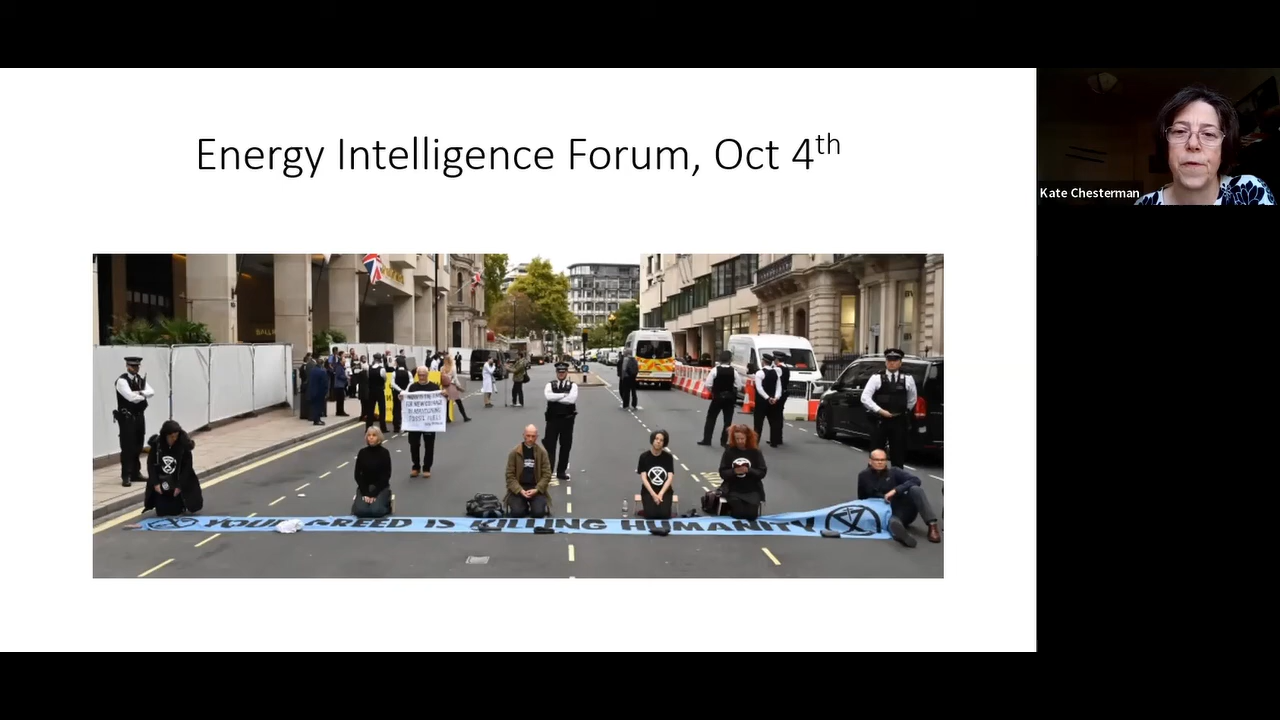 Energy Intelligence Forum, Oct 4th
Kate Chesterman
YOUR GREED IS KILLING HUMANITY